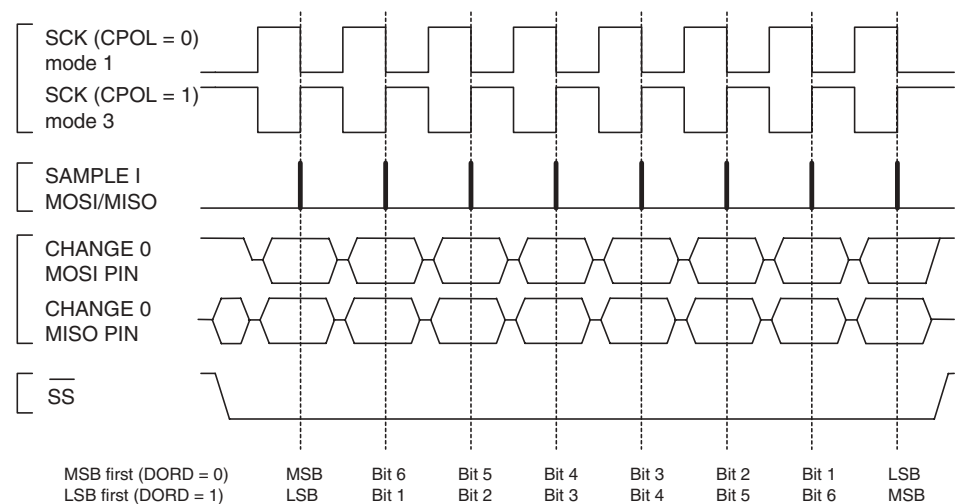 SCK (CPOL = 0)
mode 1
SCK (CPOL = 1)
mode 3
SAMPLE I
MOSI/MISO
CHANGE 0
MOSI PIN
CHANGE 0
MISO PIN
SS
MSB first (DORD = 0) MSB Bit 6 Bit 5 Bit 4 Bit 3 Bit 2 Bit 1 LSB
LSB first (DORD = 1) LSB Bit 1 Bit 2 Bit 3 Bit 4 Bit 5 Bit 6 MSB